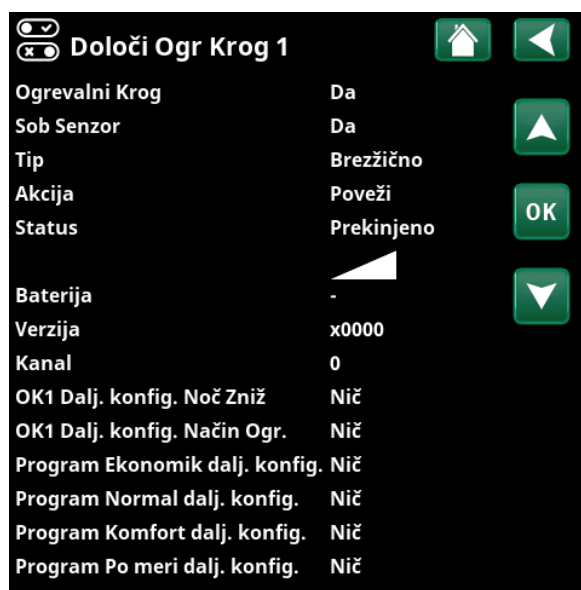 Določi Ogr Krog 1
Ogrevalni Krog Da
Sob Senzor Da
Tip Brezžično
Akcija Poveži
Status Prekinjeno
OK
Baterija -
Verzija x0000
Kanal 0
OK1 Dalj. konfig. Noč Zniž Nič
OK1 Dalj. konfig. Način Ogr. Nič
Program Ekonomik dalj. konfig. Nič
Program Normal dalj. konfig. Nič
Program Komfort dalj. konfig. Nič
Program Po meri dalj. konfig. Nič